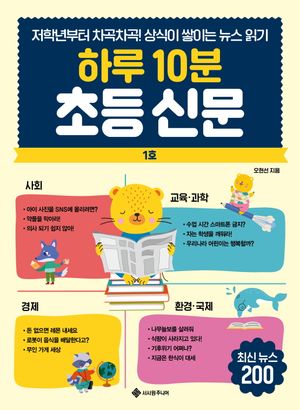 저학년부터 차곡차곡! 상식이 쌓이는 뉴스 읽기
하루 10분
초등 신문
1호
오현선 지음
사회
• 아이 사진을 SNS에 올리려면?
• 악플을 막아라!
• 의사 되기 쉽지 않아!
교육·과학
• 수업 시간 스마트폰 금지?
• 자는 학생을 깨워라!
• 우리나라 어린이는 행복할까?
경제
• 돈 없으면 레몬 내세요
• 로봇이 음식을 배달한다고?
• 무인 가게 세상
환경·국제
• 나무늘보를 살려줘
• 식량이 사라지고 있다!
• 기후위기 어쩌나?
• 지금은 한식이 대세
최신 뉴스
200
서사원주니어